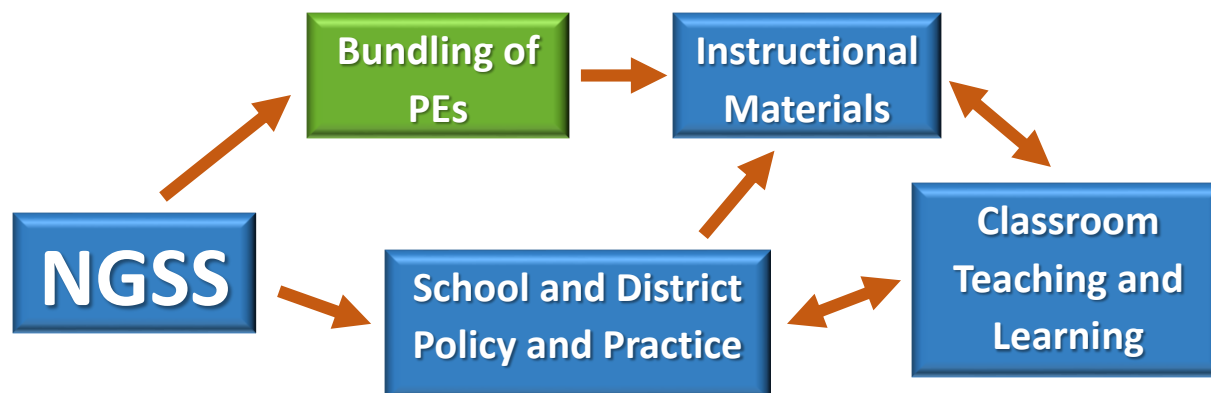 Bundling of
PEs
Instructional
Materials
NGSS
School and District
Policy and Practice
Classroom
Teaching and
Learning